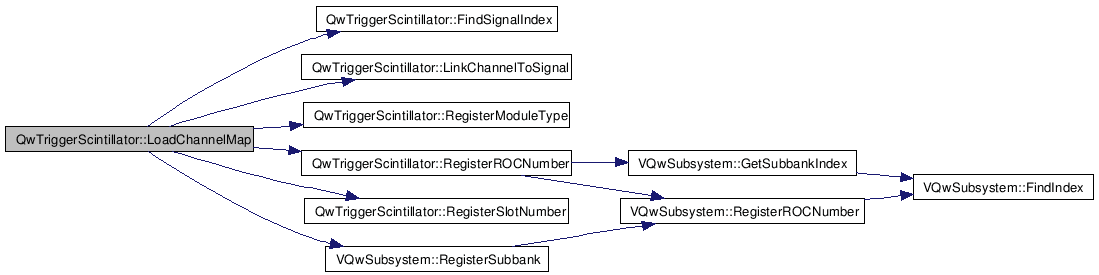 QwTriggerScintillator::FindSignalIndex
QwTriggerScintillator::LinkChannelToSignal
QwTriggerScintillator::RegisterModuleType
QwTriggerScintillator::LoadChannelMap
QwTriggerScintillator::RegisterROCNumber
VQwSubsystem::GetSubbankIndex
VQwSubsystem::FindIndex
QwTriggerScintillator::RegisterSlotNumber
VQwSubsystem::RegisterROCNumber
VQwSubsystem::RegisterSubbank